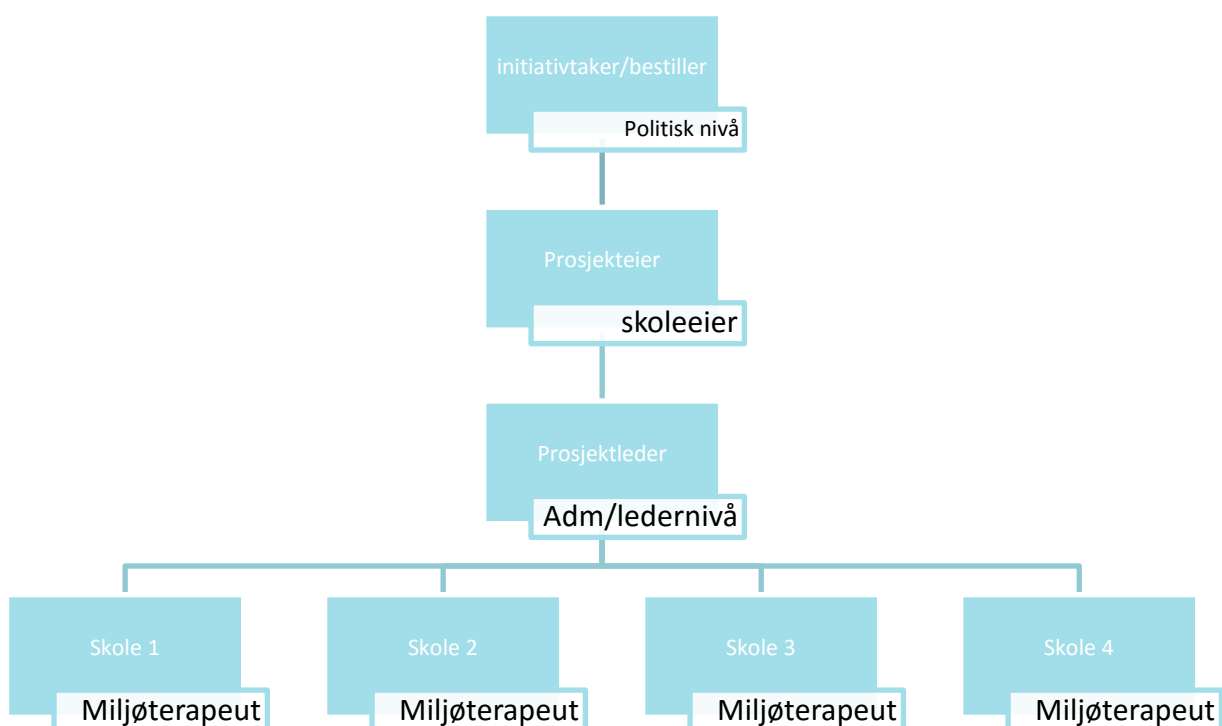 initiativtaker/bestiller
Politisk nivå
Prosjekteier
skoleeier
Prosjektleder
Adm/ledernivå
Skole 1
Miljøterapeut
Skole 2
Miljøterapeut
Skole 3
Miljøterapeut
Skole 4
Miljøterapeut